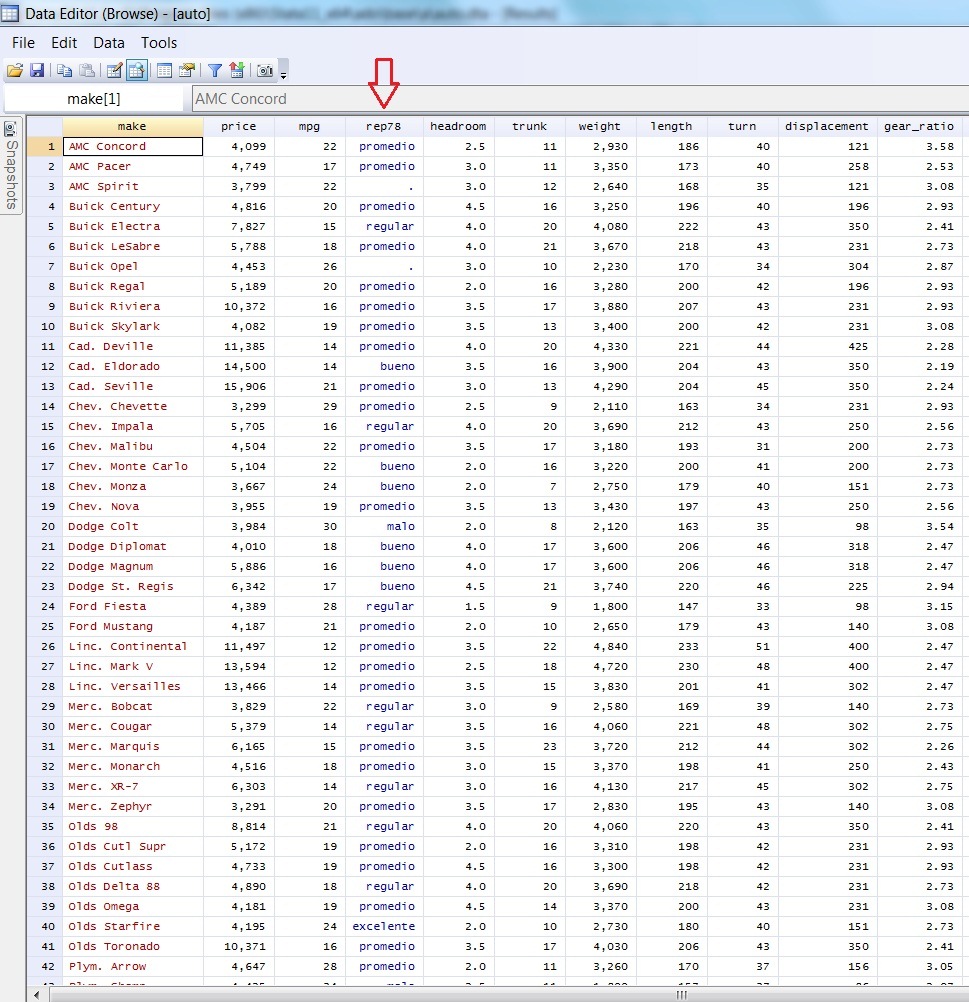 Data Editor (Browse) - [auto]
File Edit Data Tools
make[1] AMC Concord
Snapshots
make price mpg rep78 headroom trunk weight length turn displacement gear_ratio
1 AMC Concord 4,099 22 promedio 2.5 11 2,930 186 40 121 3.58
2 AMC Pacer 4,749 17 promedio 3.0 11 3,350 173 40 258 2.53
3 AMC Spirit 3,799 22 . 3.0 12 2,640 168 35 121 3.08
4 Buick Century 4,816 20 promedio 4.5 16 3,250 196 40 196 2.93
5 Buick Electra 7,827 15 regular 4.0 20 4,080 222 43 350 2.41
6 Buick LeSabre 5,788 18 promedio 4.0 21 3,670 218 43 231 2.73
7 Buick Opel 4,453 26 . 3.0 10 2,230 170 34 304 2.87
8 Buick Regal 5,189 20 promedio 2.0 16 3,280 200 42 196 2.93
9 Buick Riviera 10,372 16 promedio 3.5 17 3,880 207 43 231 2.93
10 Buick Skylark 4,082 19 promedio 3.5 13 3,400 200 42 231 3.08
11 Cad. Deville 11,385 14 promedio 4.0 20 4,330 221 44 425 2.28
12 Cad. Eldorado 14,500 14 bueno 3.5 16 3,900 204 43 350 2.19
13 Cad. Seville 15,906 21 promedio 3.0 13 4,290 204 45 350 2.24
14 Chev. Chevette 3,299 29 promedio 2.5 9 2,110 163 34 231 2.93
15 Chev. Impala 5,705 16 regular 4.0 20 3,690 212 43 250 2.56
16 Chev. Malibu 4,504 22 promedio 3.5 17 3,180 193 31 200 2.73
17 Chev. Monte Carlo 5,104 22 bueno 2.0 16 3,220 200 41 200 2.73
18 Chev. Monza 3,667 24 bueno 2.0 7 2,750 179 40 151 2.73
19 Chev. Nova 3,955 19 promedio 3.5 13 3,430 197 43 250 2.56
20 Dodge Colt 3,984 30 malo 2.0 8 2,120 163 35 98 3.54
21 Dodge Diplomat 4,010 18 bueno 4.0 17 3,600 206 46 318 2.47
22 Dodge Magnum 5,886 16 bueno 4.0 17 3,600 206 46 318 2.47
23 Dodge St. Regis 6,342 17 bueno 4.5 21 3,740 220 46 225 2.94
24 Ford Fiesta 4,389 28 regular 1.5 9 1,800 147 33 98 3.15
25 Ford Mustang 4,187 21 promedio 2.0 10 2,650 179 43 140 3.08
26 Linc. Continental 11,497 12 promedio 3.5 22 4,840 233 51 400 2.47
27 Linc. Mark V 13,594 12 promedio 2.5 18 4,720 230 48 400 2.47
28 Linc. Versailles 13,466 14 promedio 3.5 15 3,830 201 41 302 2.47
29 Merc. Bobcat 3,829 22 regular 3.0 9 2,580 169 39 140 2.73
30 Merc. Cougar 5,379 14 regular 3.5 16 4,060 221 48 302 2.75
31 Merc. Marquis 6,165 15 promedio 3.5 23 3,720 212 44 302 2.26
32 Merc. Monarch 4,516 18 promedio 3.0 15 3,370 198 41 250 2.43
33 Merc. XR-7 6,303 14 regular 3.0 16 4,130 217 45 302 2.75
34 Merc. Zephyr 3,291 20 promedio 3.5 17 2,830 195 43 140 3.08
35 Olds 98 8,814 21 regular 4.0 20 4,060 220 43 350 2.41
36 Olds Cutl Supr 5,172 19 promedio 2.0 16 3,310 198 42 231 2.93
37 Olds Cutlass 4,733 19 promedio 4.5 16 3,300 198 42 231 2.93
38 Olds Delta 88 4,890 18 regular 4.0 20 3,690 218 42 231 2.73
39 Olds Omega 4,181 19 promedio 4.5 14 3,370 200 43 231 3.08
40 Olds Starfire 4,195 24 excelente 2.0 10 2,730 180 40 151 2.73
41 Olds Toronado 10,371 16 promedio 3.5 17 4,030 206 43 350 2.41
42 Plym. Arrow 4,647 28 promedio 2.0 11 3,260 170 37 156 3.05